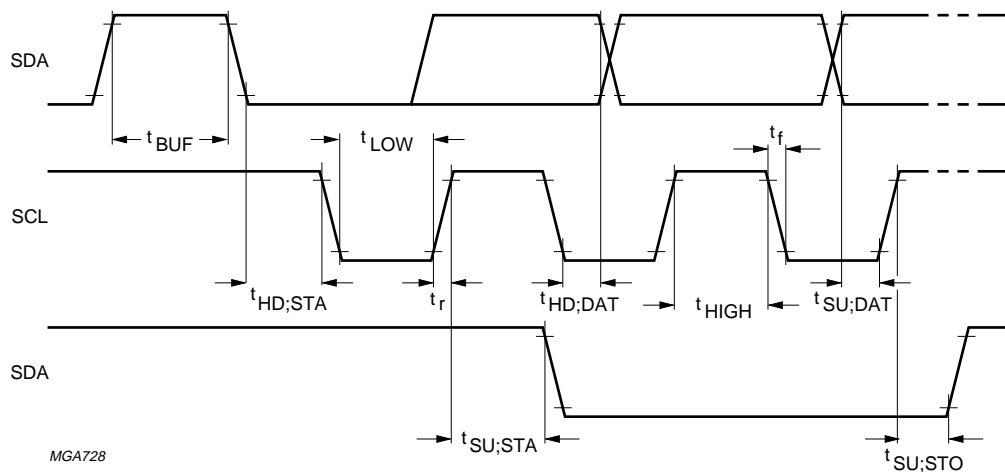 SDA
t BUF
t LOW
t f
SCL
t HD;STA
t r
t HD;DAT
t HIGH
t SU;DAT
SDA
t SU;STA
t SU;STO
MGA728